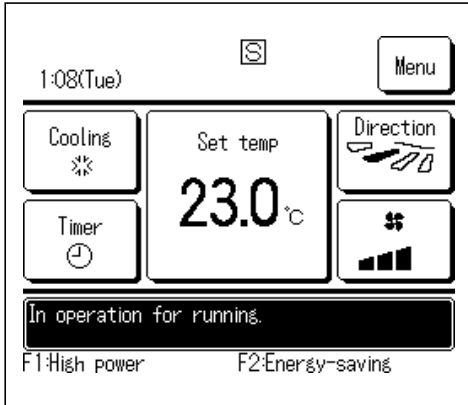 S
1:08(Tue)
Menu
Cooling
Set temp
Direction
23.0℃
Timer
In operation for running.
F1:High power
F2:Energy-saving